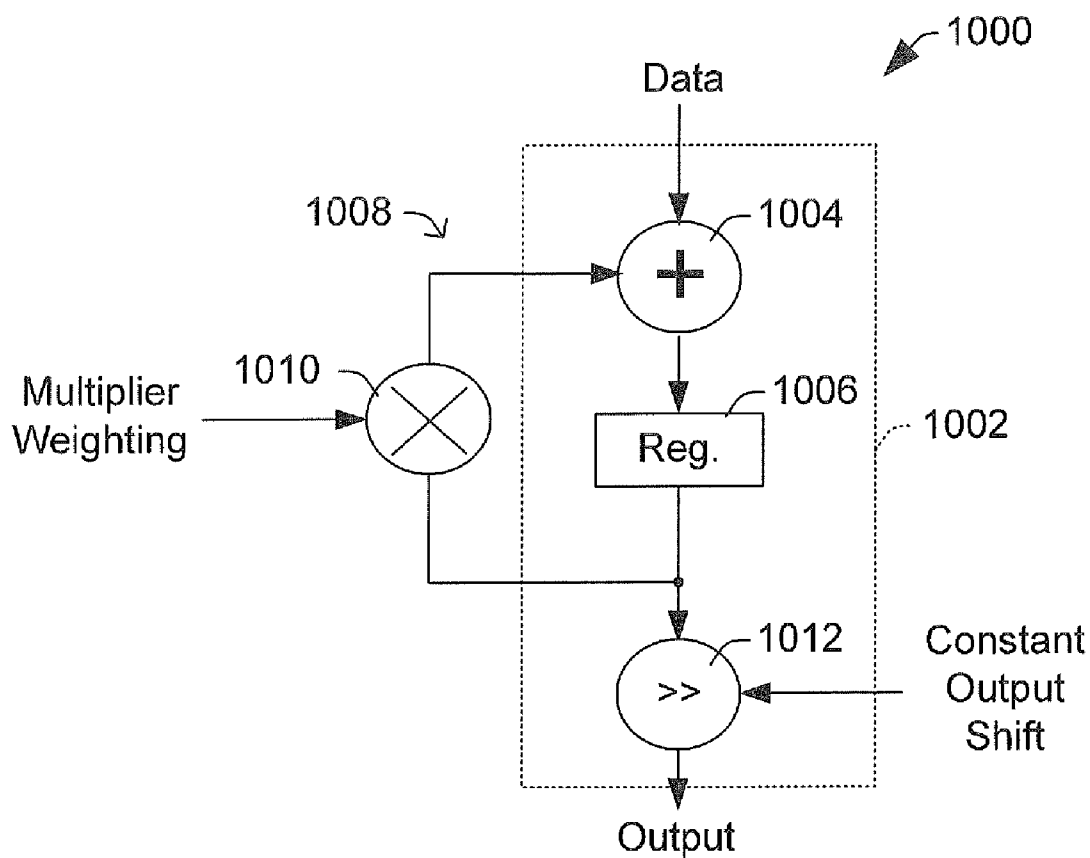 1000
Data
1008
1004
+
1010
Multiplier
Weighting
1006
Reg.
1002
1012
>>
Constant
Output
Shift
Output